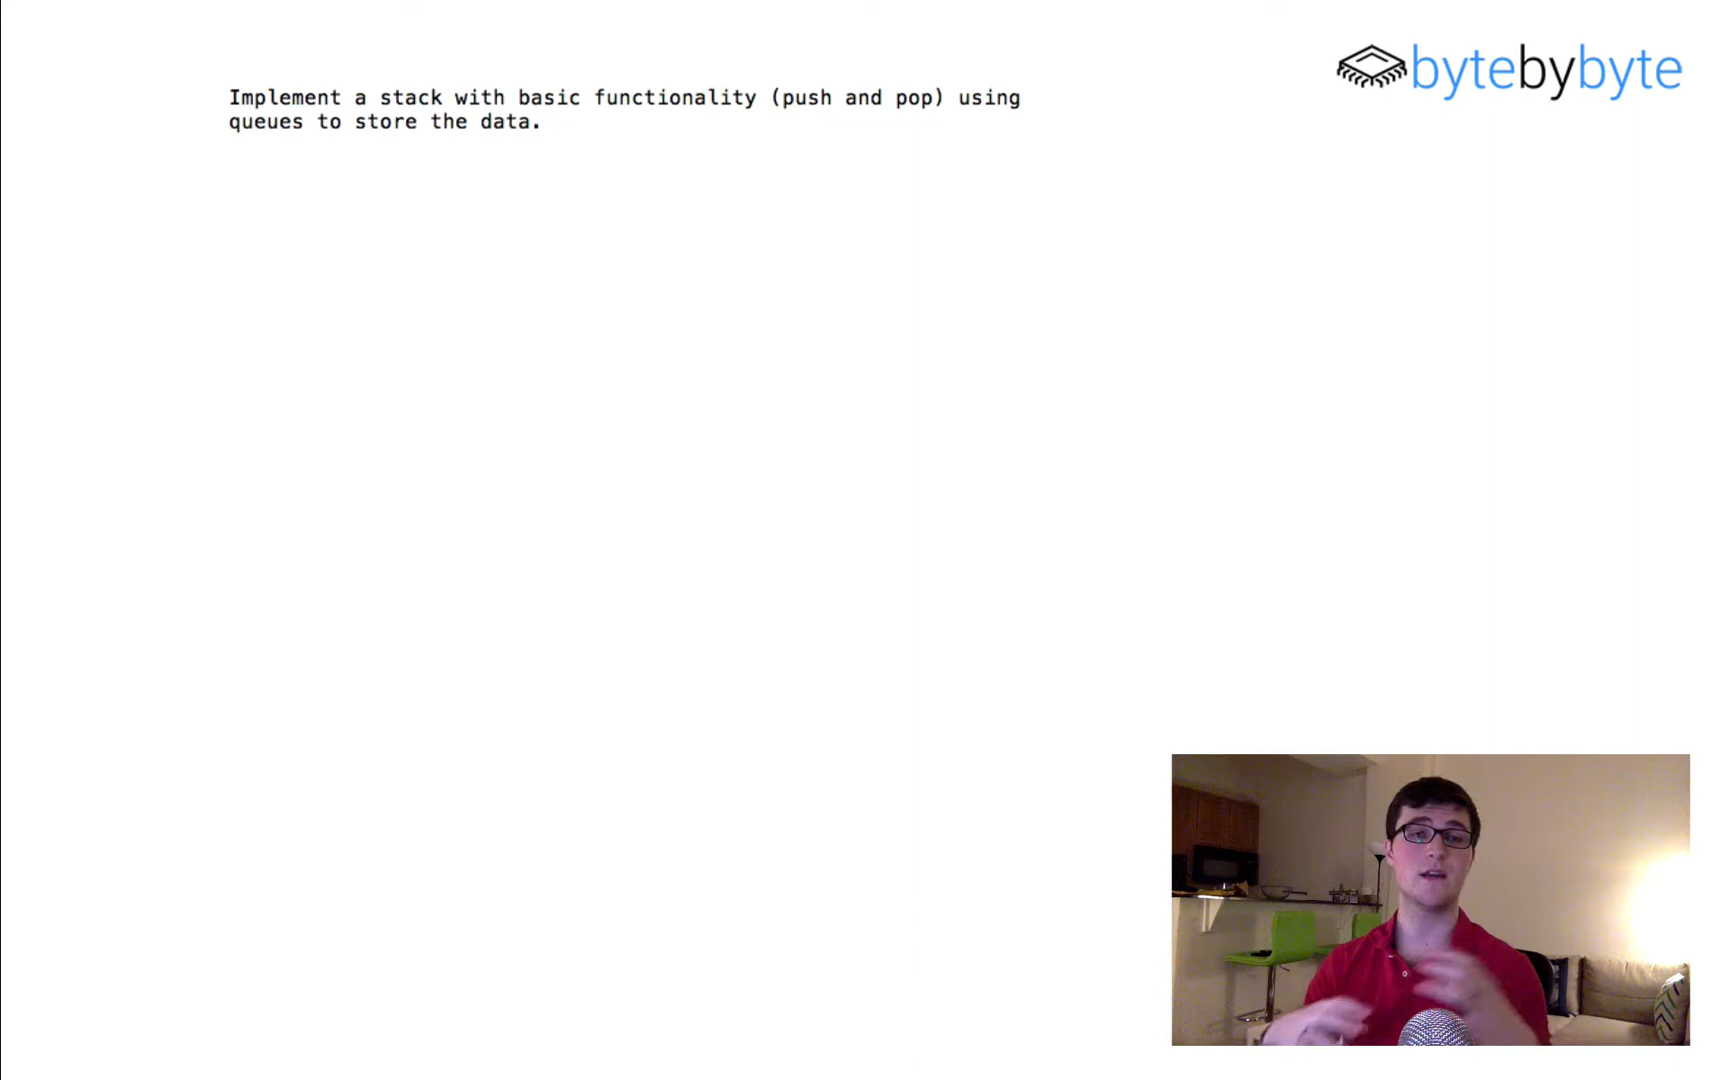 bytebybyte
Implement a stack with basic functionality (push and pop) using
queues to store the data.